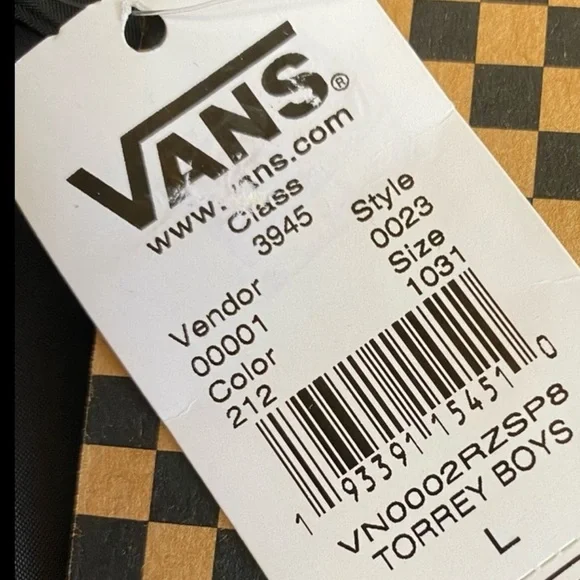 VANS®
www.vans.com
Class Style
3945 0023
Vendor Size
00001 1031
Color
212
1 93391 15451 0
VN0002RZSP8
TORREY BOYS
L